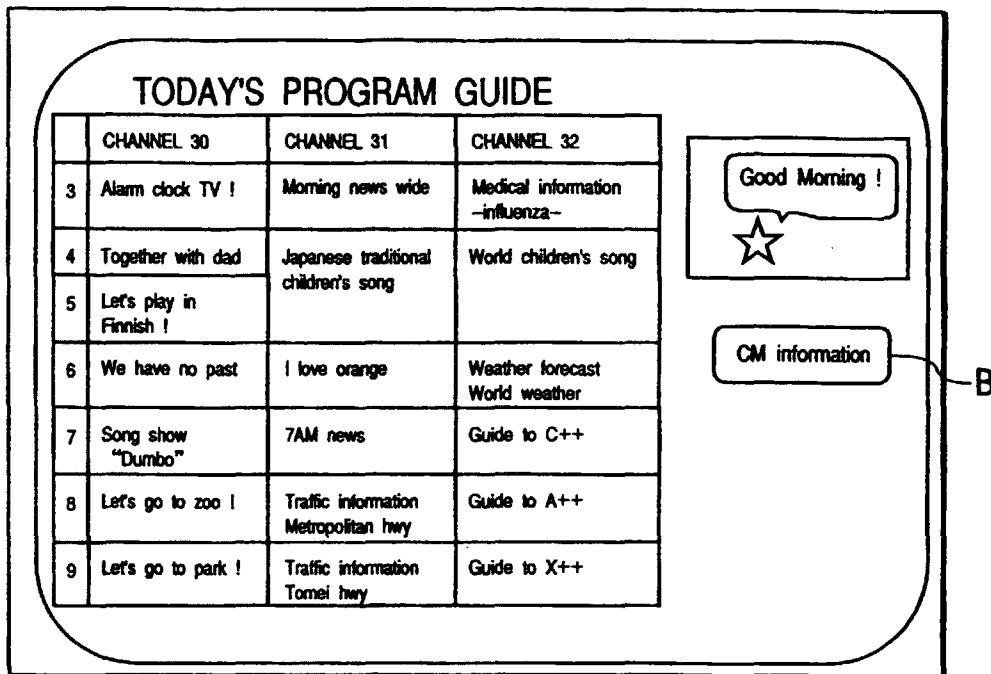 TODAY'S PROGRAM GUIDE
CHANNEL 30 CHANNEL 31 CHANNEL 32
3 Alarm clock TV ! Morning news wide Medical information
–influenza–
4 Together with dad Japanese traditional World children's song
children's song
5 Let's play in
Finnish !
6 We have no past I love orange Weather forecast
World weather
7 Song show 7AM news Guide to C++
"Dumbo"
8 Let's go to zoo ! Traffic information Guide to A++
Metropolitan hwy
9 Let's go to park ! Traffic information Guide to X++
Tomei hwy
Good Morning !
CM information
B